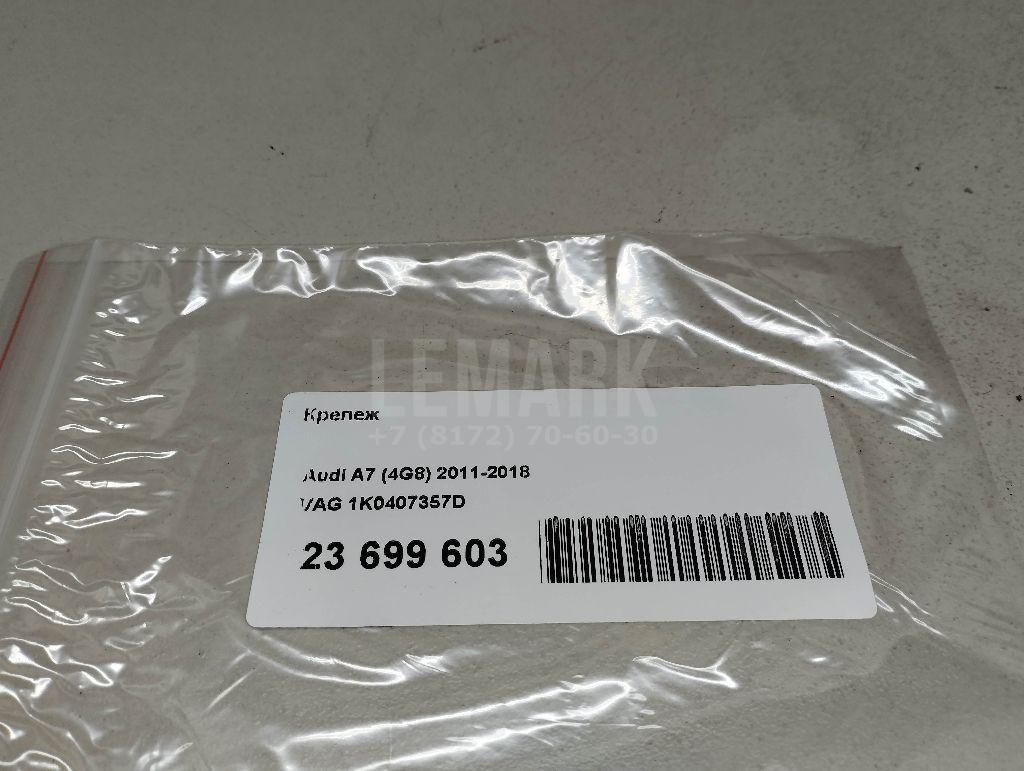 LEMARK
+7 (8172) 70-60-30
Крепеж
Audi A7 (4G8) 2011-2018
VAG 1K0407357D
23 699 603